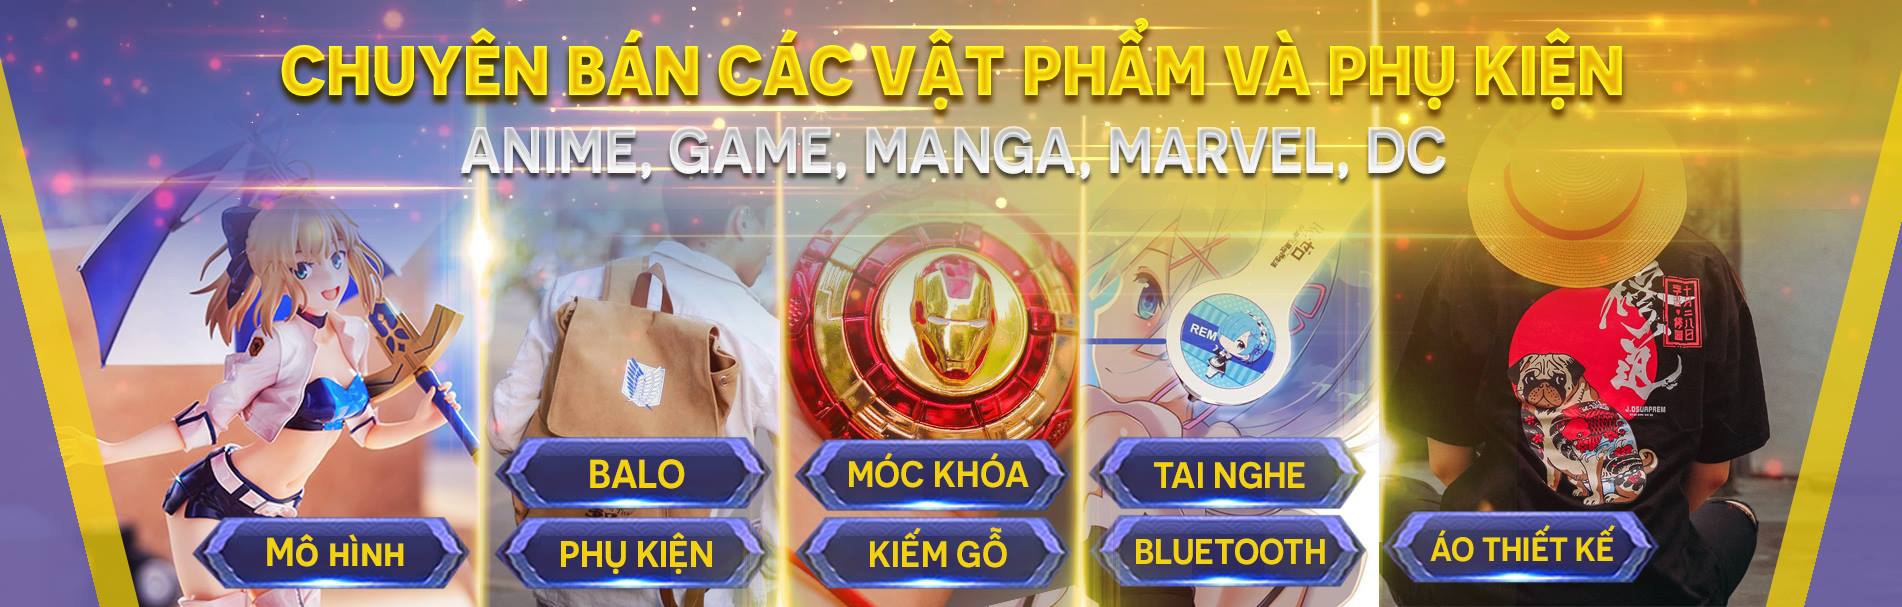 CHUYÊN BÁN CÁC VẬT PHẨM VÀ PHỤ KIỆN
ANIME, GAME, MANGA, MARVEL, DC
REM
J.OSUAPREM
BALO
MÓC KHÓA
TAI NGHE
MÔ HÌNH
PHỤ KIỆN
KIẾM GỖ
BLUETOOTH
ÁO THIẾT KẾ